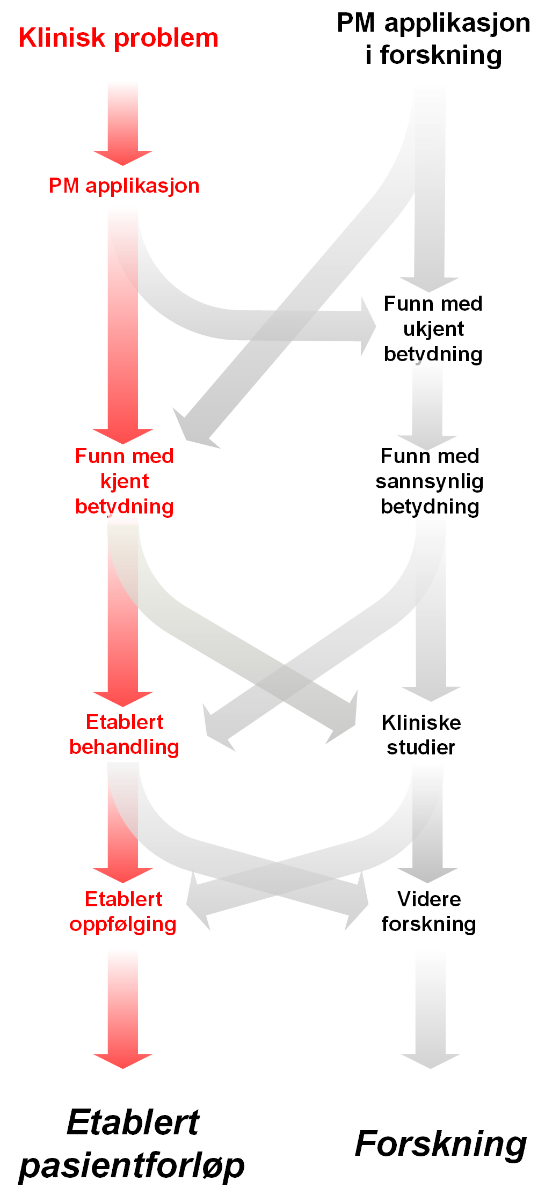 Klinisk problem
PM applikasjon
i forskning
PM applikasjon
Funn med
ukjent
betydning
Funn med
kjent
betydning
Funn med
sannsynlig
betydning
Etablert
behandling
Kliniske
studier
Etablert
oppfølging
Videre
forskning
Etablert
pasientforløp
Forskning